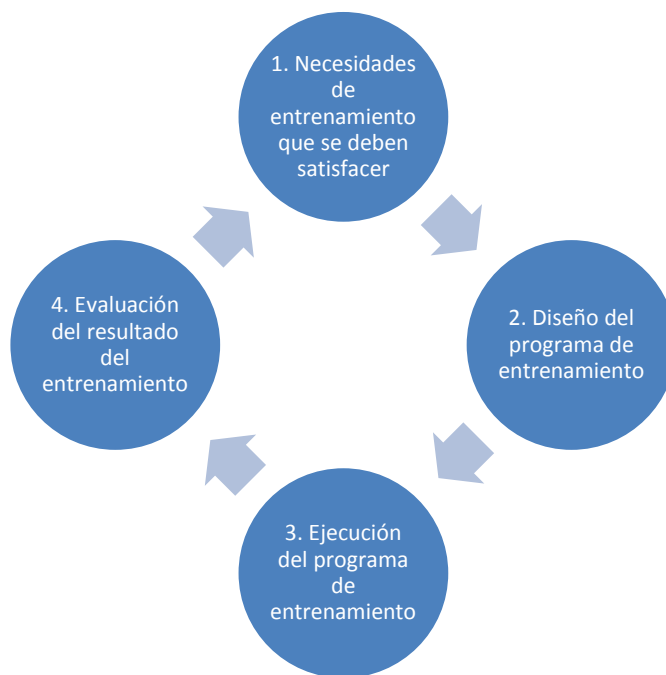 1. Necesidades
de
entrenamiento
que se deben
satisfacer
2. Diseño del
programa de
entrenamiento
3. Ejecución
del programa
de
entrenamiento
4. Evaluación
del resultado
del
entrenamiento